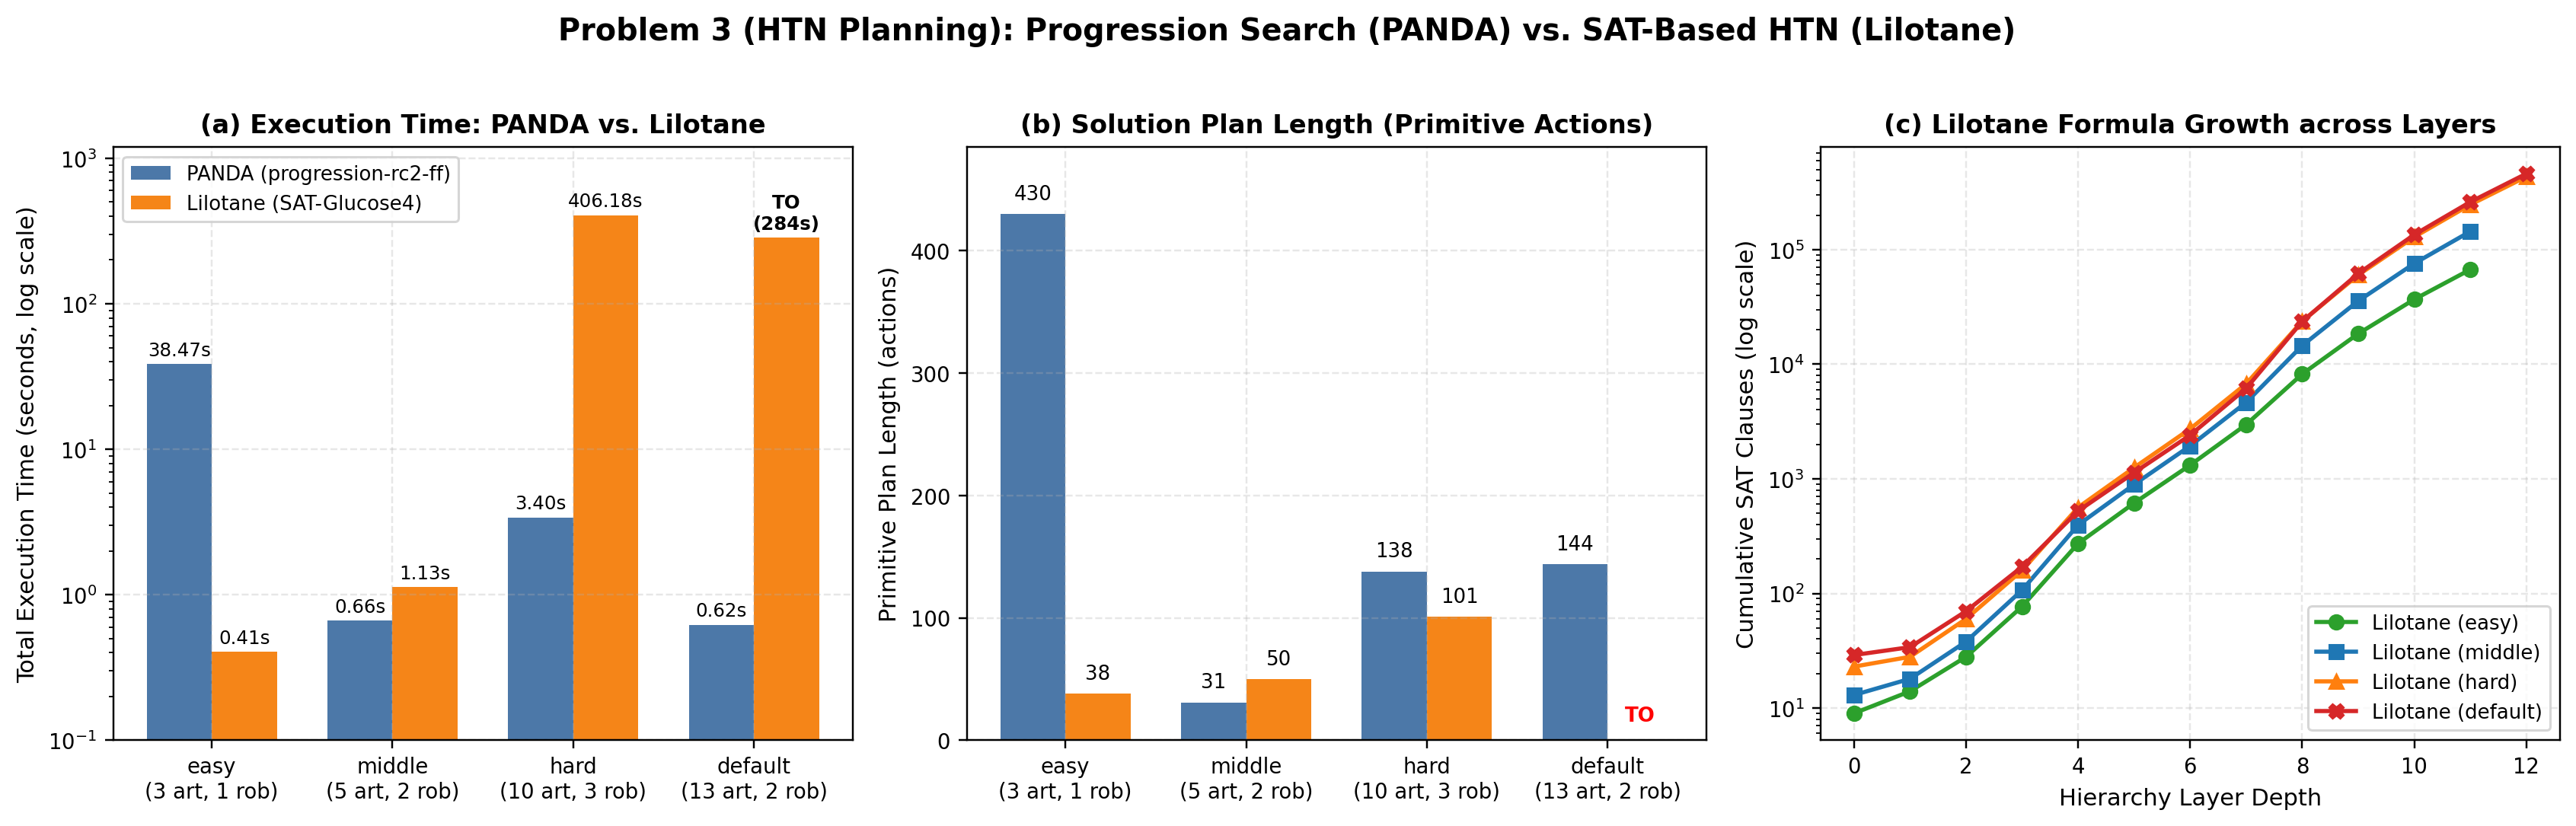 Problem 3 (HTN Planning): Progression Search (PANDA) vs. SAT-Based HTN (Lilotane)
(a) Execution Time: PANDA vs. Lilotane
Total Execution Time (seconds, log scale)
10³
10²
10¹
10⁰
10⁻¹
PANDA (progression-rc2-ff)
Lilotane (SAT-Glucose4)
38.47s
0.41s
0.66s
1.13s
3.40s
406.18s
0.62s
TO
(284s)
easy
(3 art, 1 rob)
middle
(5 art, 2 rob)
hard
(10 art, 3 rob)
default
(13 art, 2 rob)
(b) Solution Plan Length (Primitive Actions)
Primitive Plan Length (actions)
400
300
200
100
0
430
38
31
50
138
101
144
TO
easy
(3 art, 1 rob)
middle
(5 art, 2 rob)
hard
(10 art, 3 rob)
default
(13 art, 2 rob)
(c) Lilotane Formula Growth across Layers
Cumulative SAT Clauses (log scale)
10⁵
10⁴
10³
10²
10¹
Lilotane (easy)
Lilotane (middle)
Lilotane (hard)
Lilotane (default)
0 2 4 6 8 10 12
Hierarchy Layer Depth